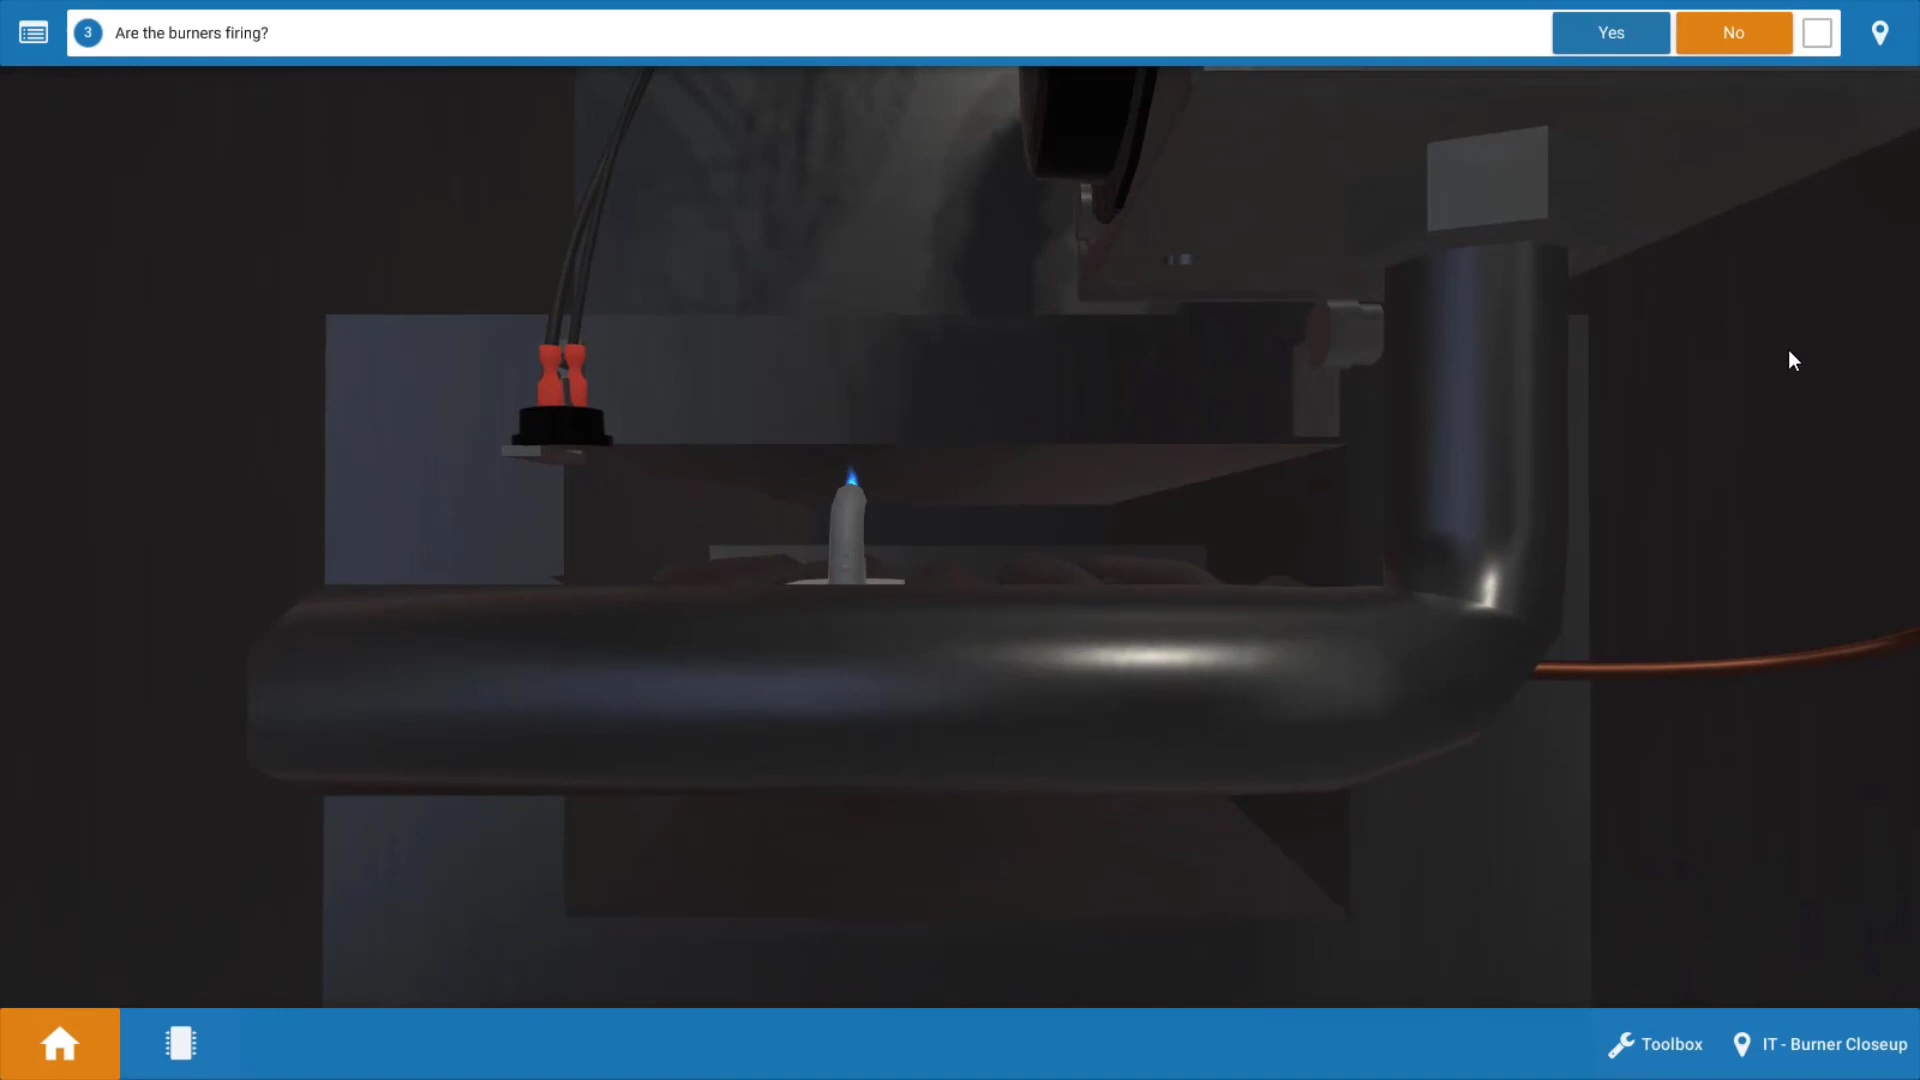 3 Are the burners firing? Yes No
Toolbox IT - Burner Closeup